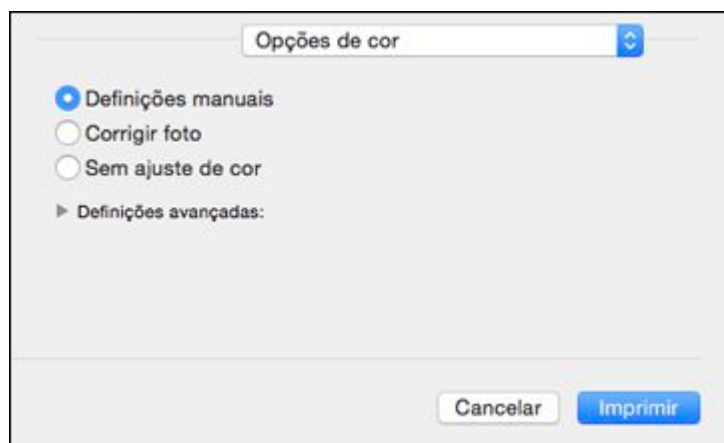 Opções de cor
Definições manuais
Corrigir foto
Sem ajuste de cor
Definições avançadas:
Cancelar
Imprimir